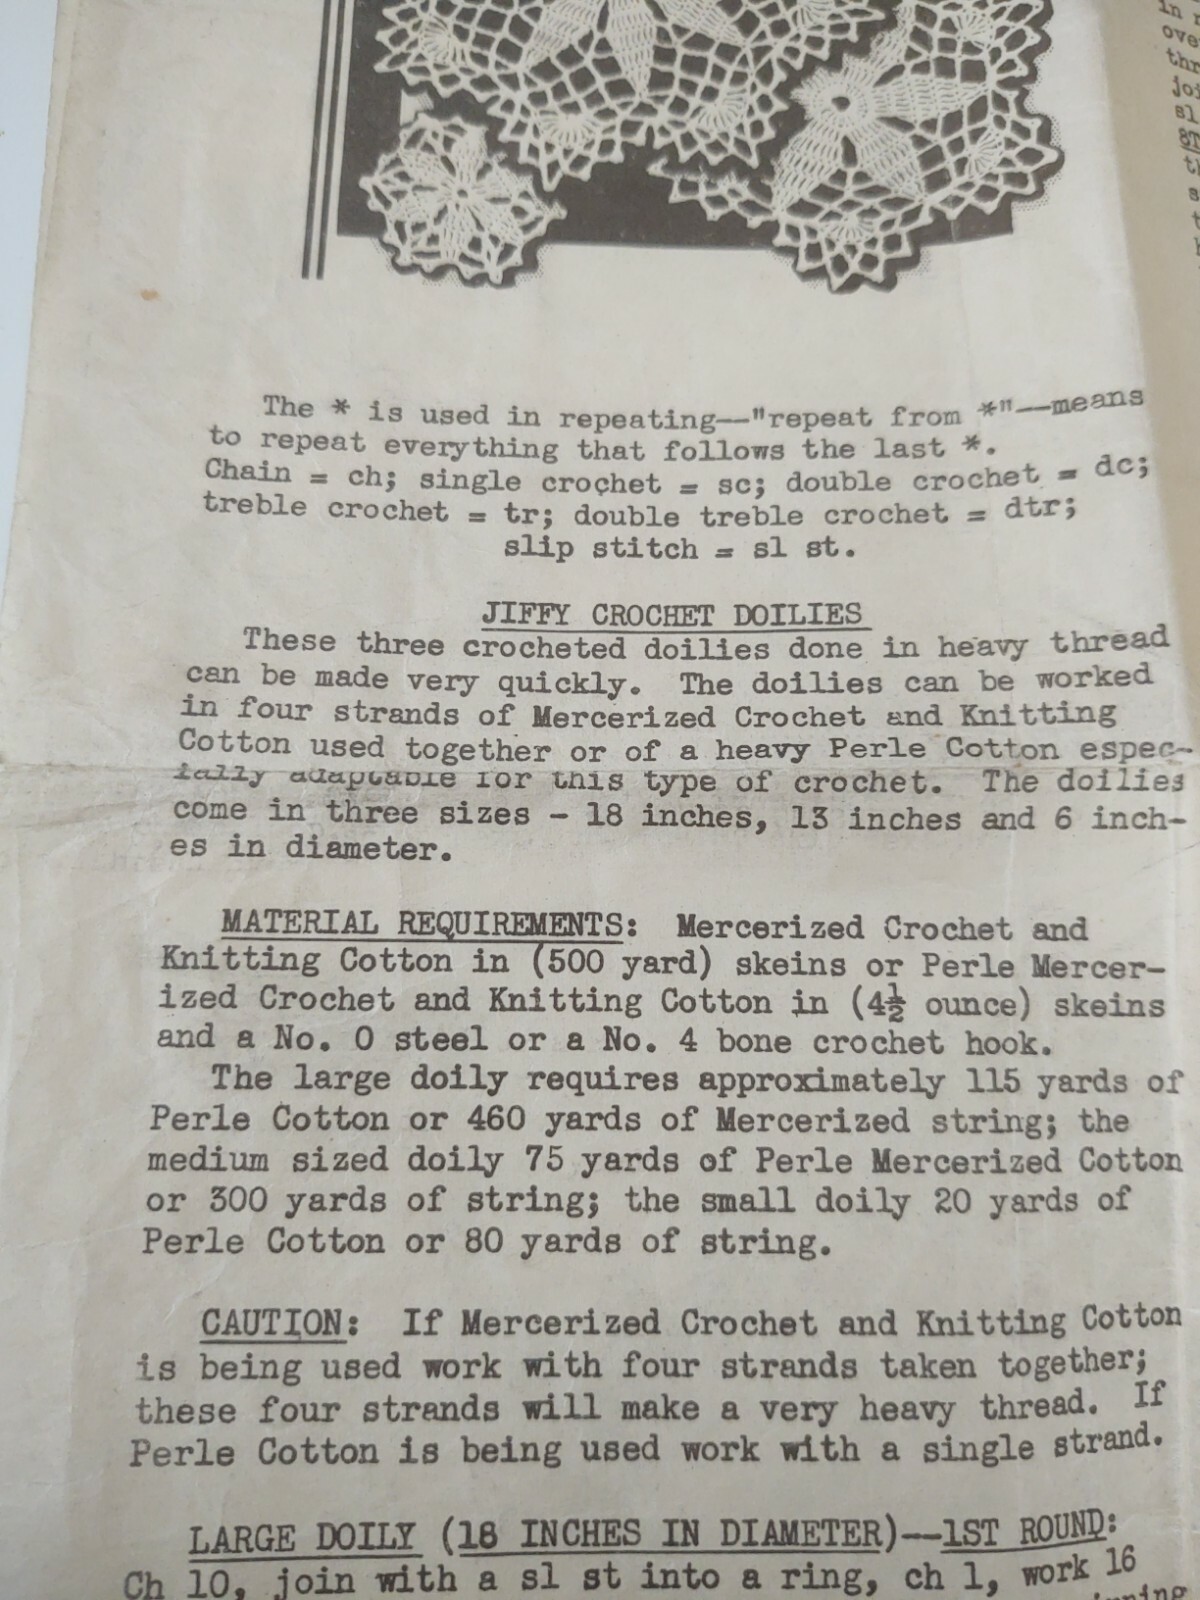 The * is used in repeating--"repeat from *"--means
to repeat everything that follows the last *.
Chain = ch; single crochet = sc; double crochet = dc;
treble crochet = tr; double treble crochet = dtr;
slip stitch = sl st.
JIFFY CROCHET DOILIES
These three crocheted doilies done in heavy thread
can be made very quickly. The doilies can be worked
in four strands of Mercerized Crochet and Knitting
Cotton used together or of a heavy Perle Cotton espec-
ially adaptable for this type of crochet. The doilies
come in three sizes - 18 inches, 13 inches and 6 inch-
es in diameter.
MATERIAL REQUIREMENTS: Mercerized Crochet and
Knitting Cotton in (500 yard) skeins or Perle Mercer-
ized Crochet and Knitting Cotton in (4½ ounce) skeins
and a No. 0 steel or a No. 4 bone crochet hook.
The large doily requires approximately 115 yards of
Perle Cotton or 460 yards of Mercerized string; the
medium sized doily 75 yards of Perle Mercerized Cotton
or 300 yards of string; the small doily 20 yards of
Perle Cotton or 80 yards of string.
CAUTION: If Mercerized Crochet and Knitting Cotton
is being used work with four strands taken together;
these four strands will make a very heavy thread. If
Perle Cotton is being used work with a single strand.
LARGE DOILY (18 INCHES IN DIAMETER)--1ST ROUND:
Ch 10, join with a sl st into a ring, ch 1, work 16
in
sl